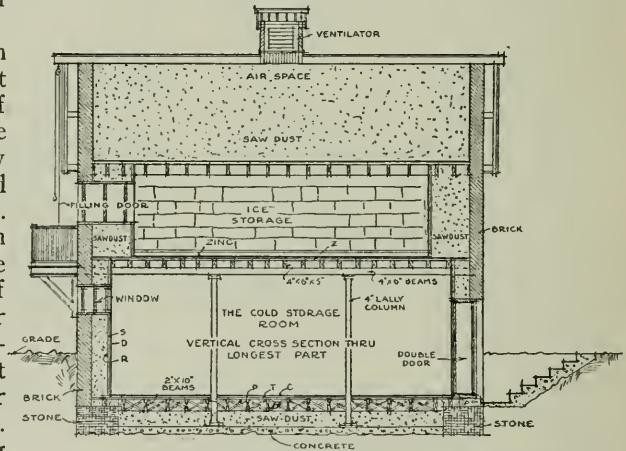 VENTILATOR
AIR SPACE
SAW DUST
FILLING DOOR
ICE
STORAGE
SAWDUST
SAWDUST
BRICK
ZINC
Z
4"X6"X5"
4"X6" BEAMS
WINDOW
THE COLD STORAGE
ROOM
4" LALLY
COLUMN
S
D
R
VERTICAL CROSS SECTION THRU
LONGEST PART
GRADE
DOUBLE
DOOR
2"X10"
BEAMS
P T C
BRICK
STONE
SAW DUST
STONE
CONCRETE